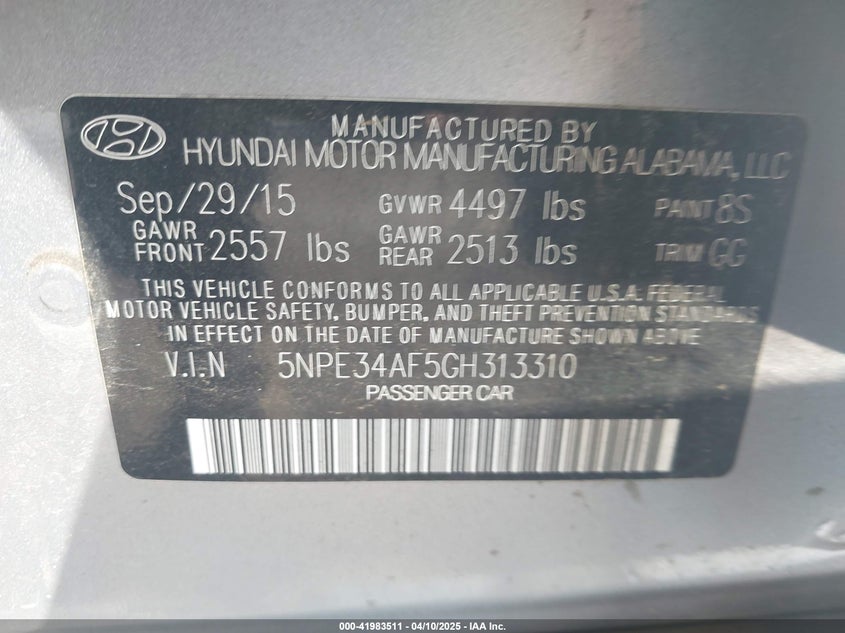 MANUFACTURED BY
HYUNDAI MOTOR MANUFACTURING ALABAMA, LLC
Sep/29/15 GVWR 4497 lbs PAINT 8S
GAWR FRONT 2557 lbs GAWR REAR 2513 lbs TRIM GG
THIS VEHICLE CONFORMS TO ALL APPLICABLE U.S.A. FEDERAL
MOTOR VEHICLE SAFETY, BUMPER, AND THEFT PREVENTION STANDARDS
IN EFFECT ON THE DATE OF MANUFACTURE SHOWN ABOVE
V.I.N 5NPE34AF5GH313310
PASSENGER CAR
000-41983511 - 04/10/2025 - IAA Inc.